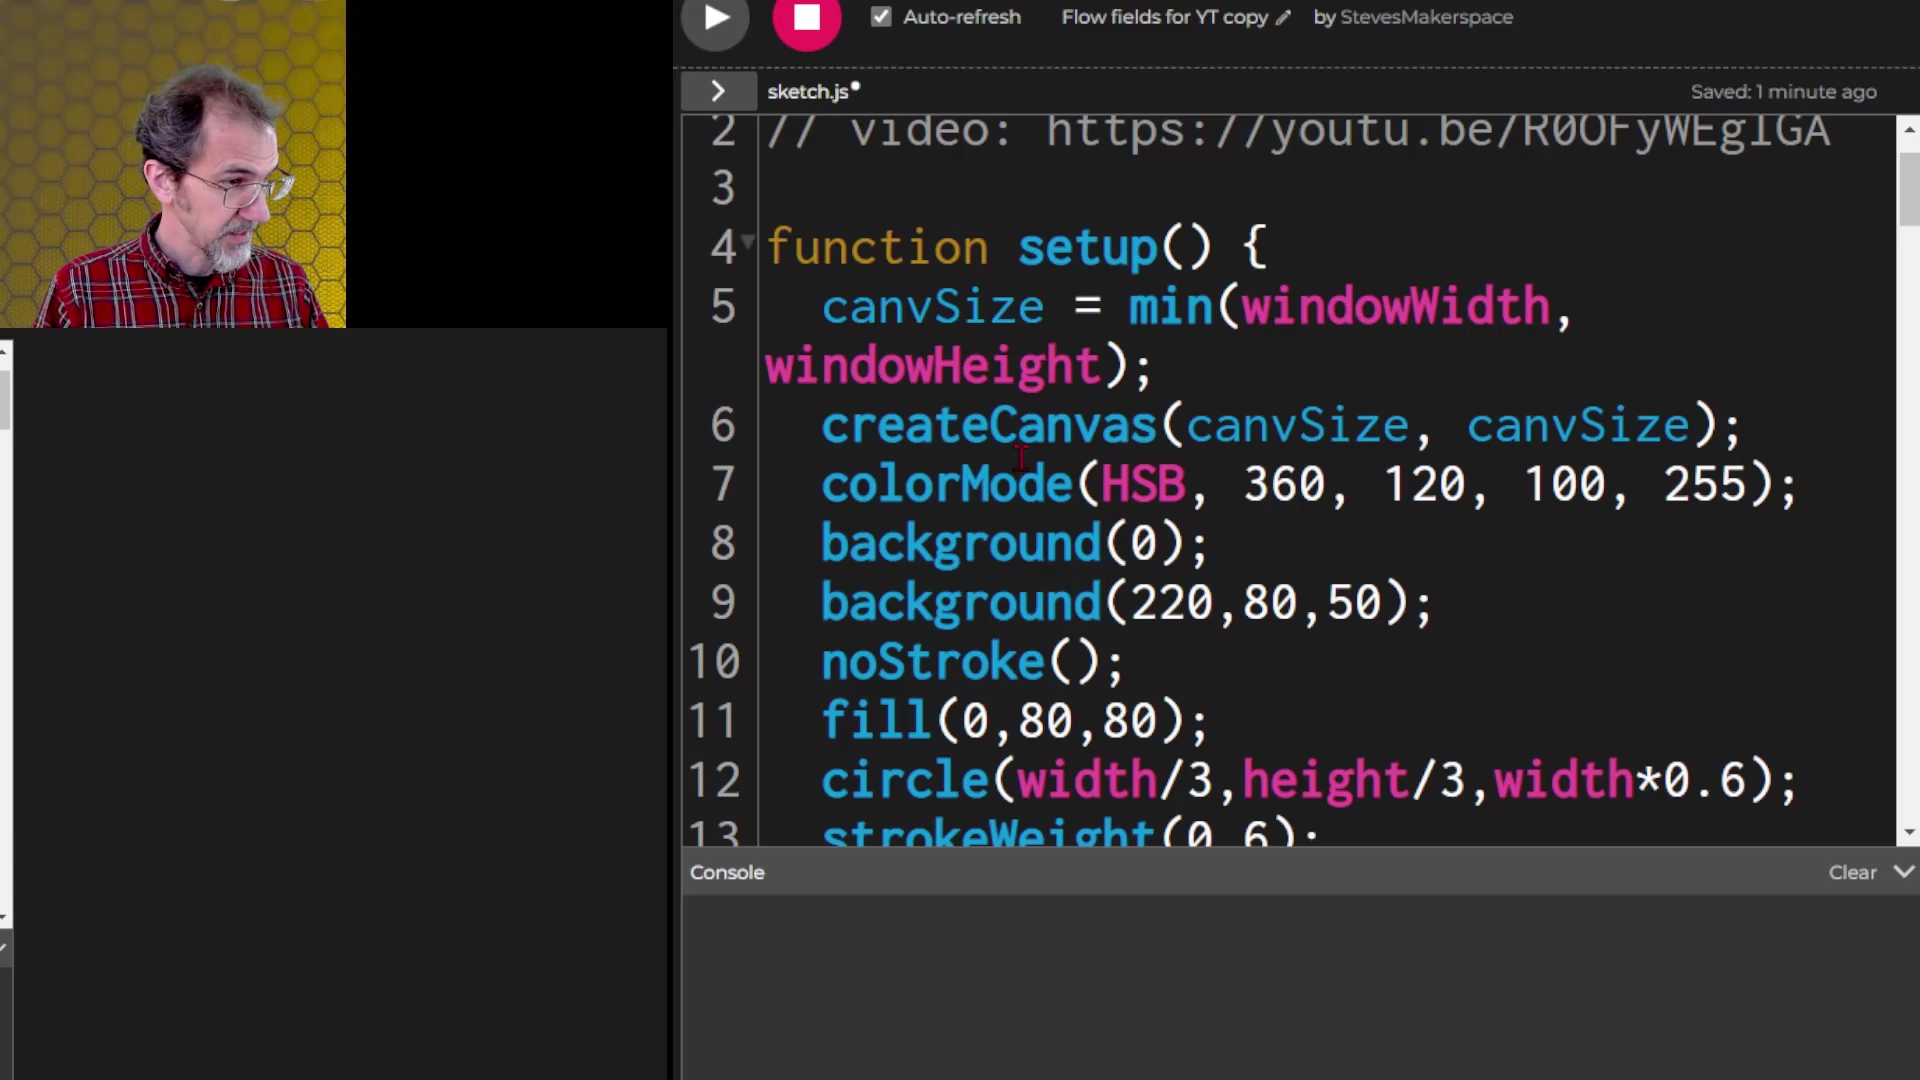 Auto-refresh Flow fields for YT copy by StevesMakerspace
sketch.js Saved: 1 minute ago
2 // video: https://youtu.be/R0OFyWEgIGA
3
4 function setup() {
5 canvSize = min(windowWidth,
windowHeight);
6 createCanvas(canvSize, canvSize);
7 colorMode(HSB, 360, 120, 100, 255);
8 background(0);
9 background(220,80,50);
10 noStroke();
11 fill(0,80,80);
12 circle(width/3,height/3,width*0.6);
13 strokeWeight(0.6);
Console Clear